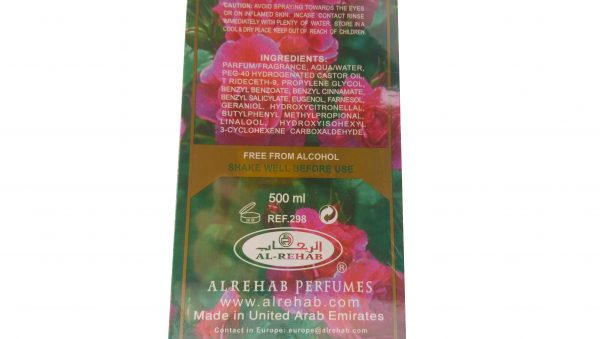 CAUTION: AVOID SPRAYING TOWARDS THE EYES
OR ON INFLAMED SKIN. INCASE CONTACT RINSE
IMMEDIATELY WITH PLENTY OF WATER. STORE IN A
COOL & DRY PLACE. KEEP OUT OF REACH OF CHILDREN.
INGREDIENTS:
PARFUM/FRAGRANCE, AQUA/WATER,
PEG-40 HYDROGENATED CASTOR OIL,
T RIDECETH-9, PROPYLENE GLYCOL,
BENZYL BENZOATE, BENZYL CINNAMATE,
BENZYL SALICYLATE, EUGENOL, FARNESOL,
GERANIOL, HYDROXYCITRONELLAL,
BUTYLPHENYL METHYLPROPIONAL,
LINALOOL, HYDROXYISOHEXYL
3-CYCLOHEXENE CARBOXALDEHYDE
FREE FROM ALCOHOL
SHAKE WELL BEFORE USE
500 ml
REF.298
الرحاب
AL-REHAB
®
ALREHAB PERFUMES
www.alrehab.com
Made in United Arab Emirates
Contact in Europe: europe@alrehab.com